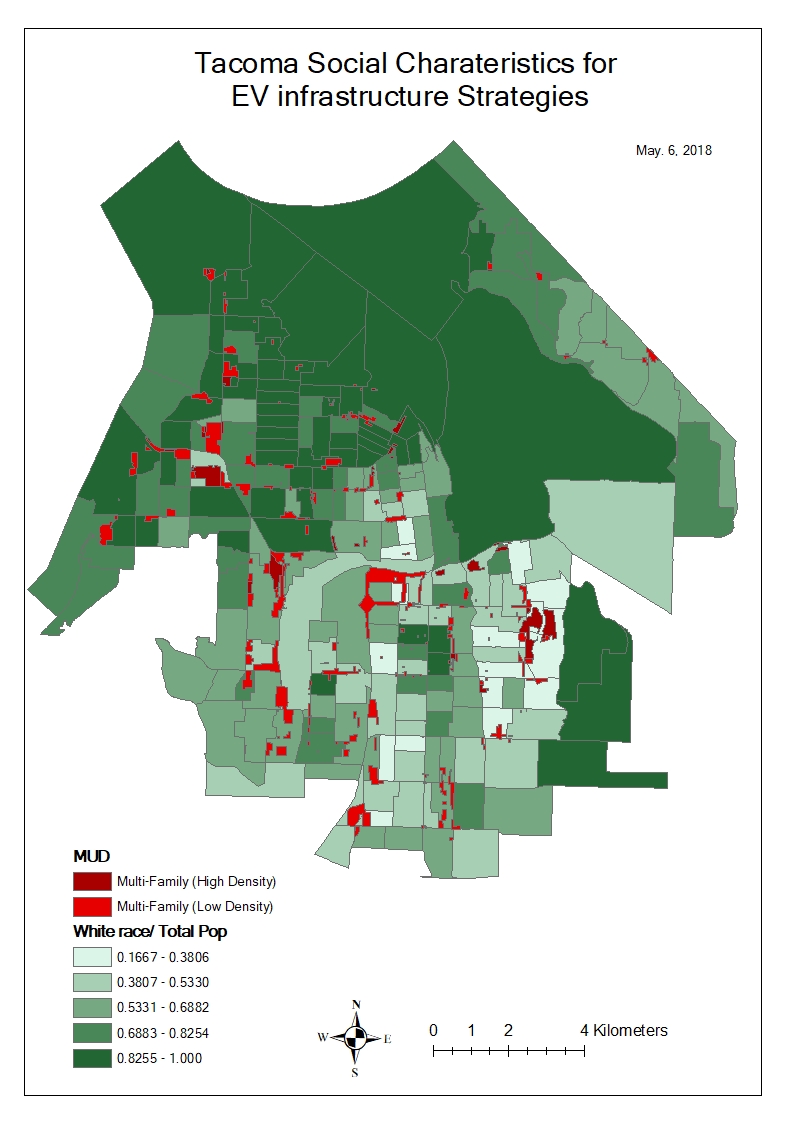 Tacoma Social Charateristics for
EV infrastructure Strategies
May. 6, 2018
MUD
Multi-Family (High Density)
Multi-Family (Low Density)
White race/ Total Pop
0.1667 - 0.3806
0.3807 - 0.5330
0.5331 - 0.6882
0.6883 - 0.8254
0.8255 - 1.000
N
W E
S
0 1 2 4 Kilometers